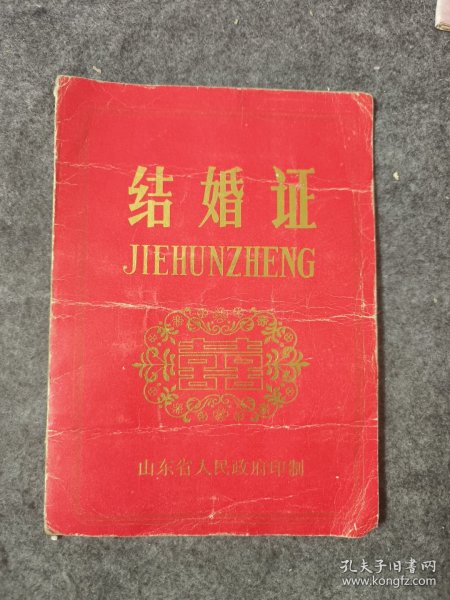 结婚证
JIEHUNZHENG
囍
山东省人民政府印制
孔夫子旧书网
www.kongfz.com